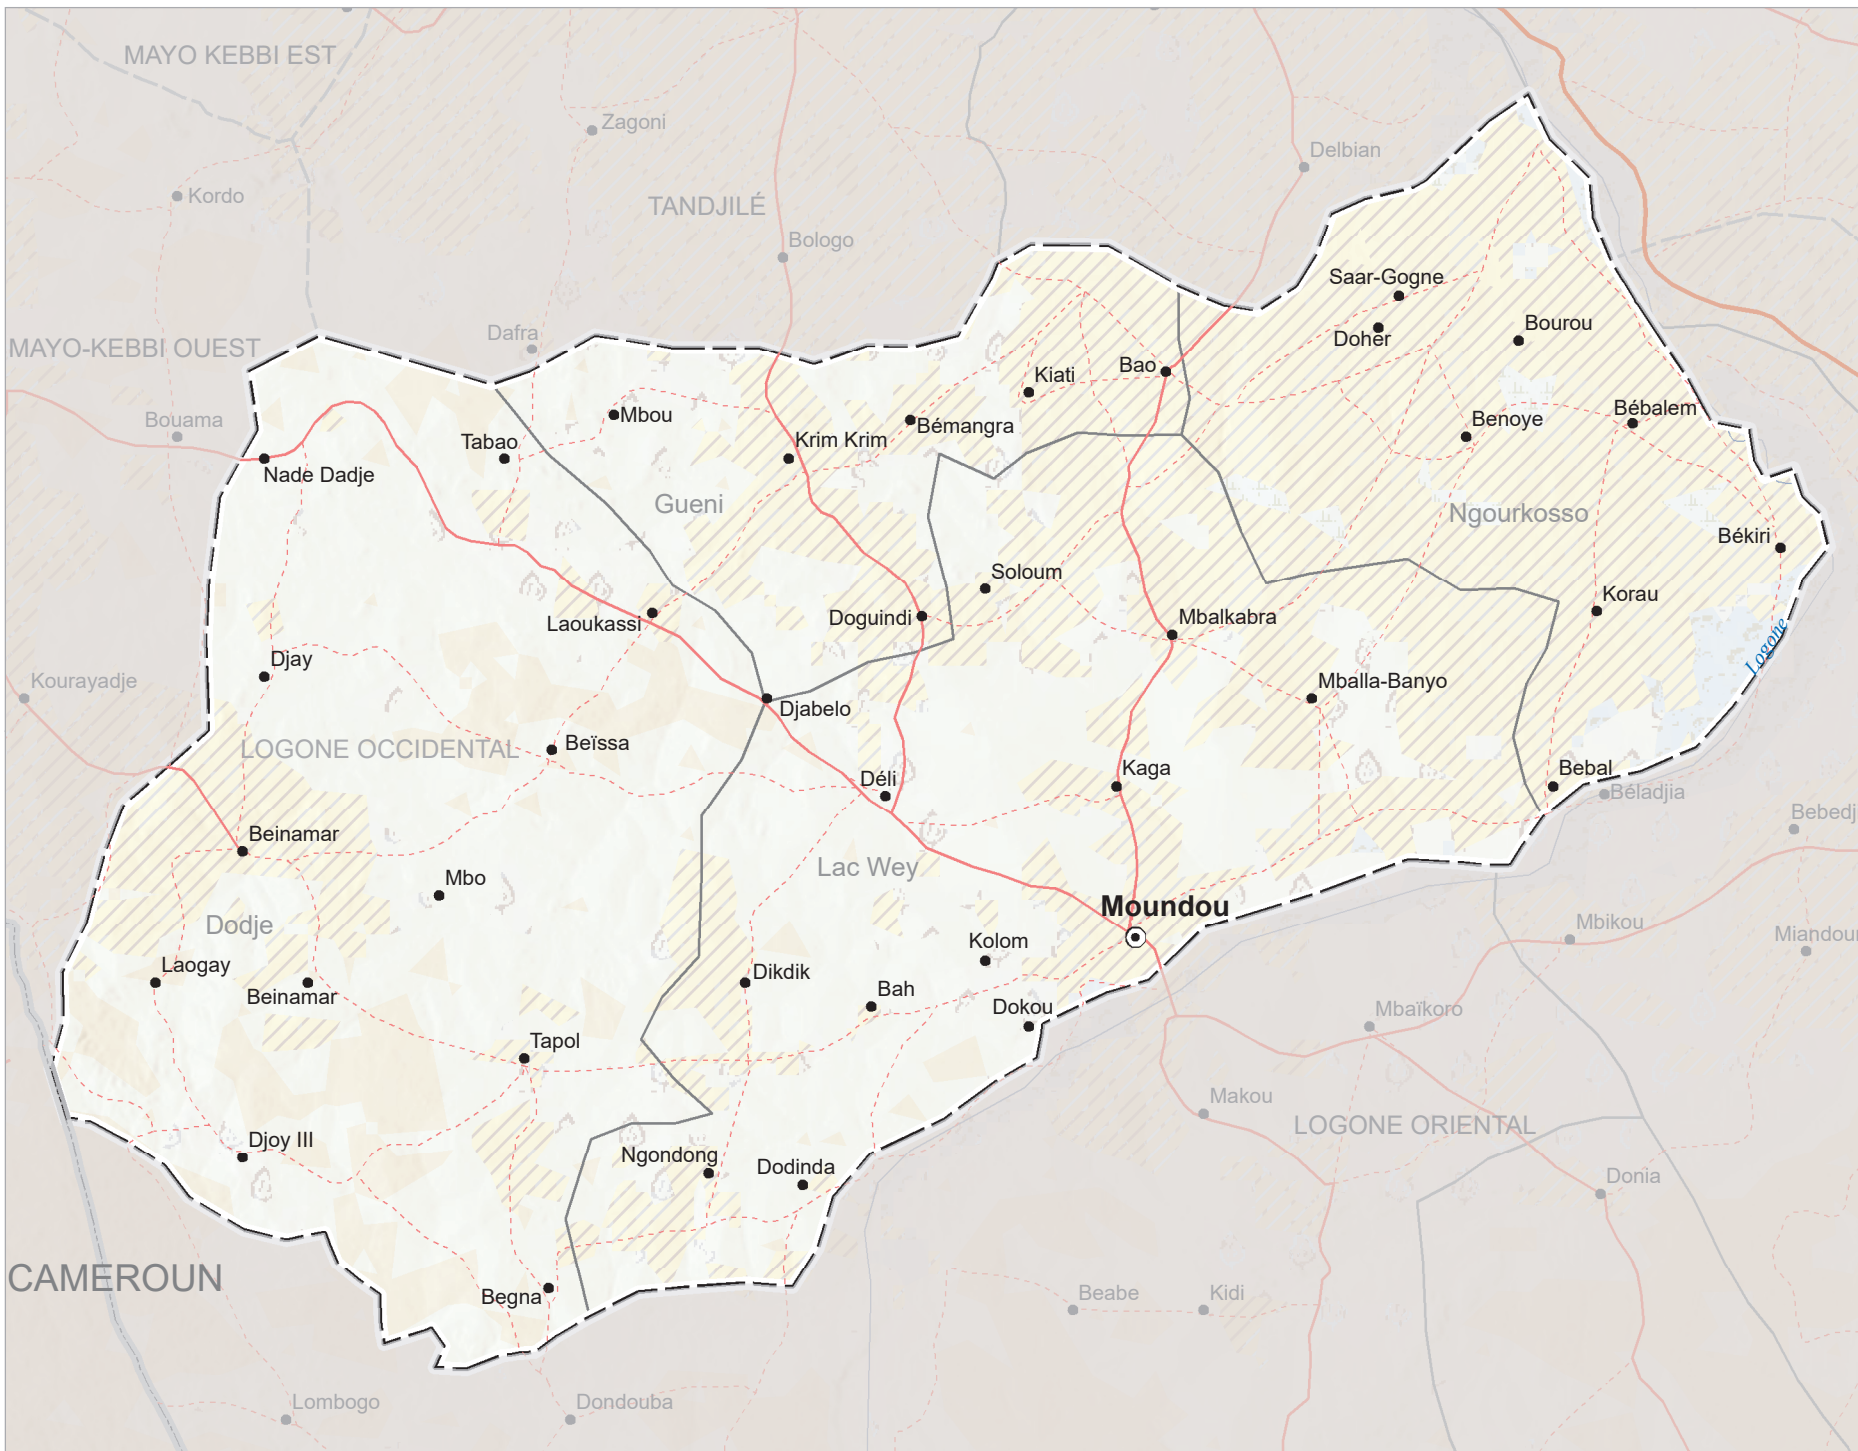 MAYO KEBBI EST
Zagoni
Delbian
Kordo
TANDJILÉ
Bologo
Saar-Gogne
Dafra
Bourou
Doher
MAYO-KEBBI OUEST
Bao
Kiati
Bouama
Mbou
Bébalem
Benoye
Bémangra
Tabao
Krim Krim
Nade Dadje
Gueni
Ngourkosso
Békiri
Soloum
Korau
Laoukassi
Doguindi
Mbalkabra
Logone
Djay
Kourayadje
Mballa-Banyo
Djabelo
LOGONE OCCIDENTAL
Beïssa
Déli
Kaga
Bebal
Béladjia
Bebedj
Beinamar
Lac Wey
Mbo
Moundou
Dodje
Mbikou
Miandour
Kolom
Laogay
Dikdik
Beinamar
Bah
Dokou
Mbaïkoro
Tapol
Makou
LOGONE ORIENTAL
Djoy III
Ngondong
Dodinda
Donia
CAMEROUN
Begna
Beabe
Kidi
Lombogo
Dondouba